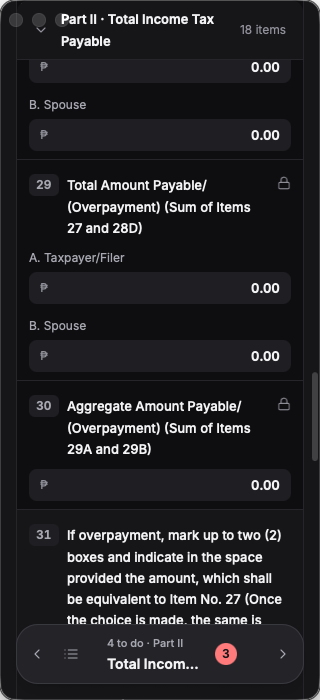 Part II · Total Income Tax
Payable
18 items
₱ 0.00
B. Spouse
₱ 0.00
29 Total Amount Payable/
(Overpayment) (Sum of Items
27 and 28D)
A. Taxpayer/Filer
₱ 0.00
B. Spouse
₱ 0.00
30 Aggregate Amount Payable/
(Overpayment) (Sum of Items
29A and 29B)
₱ 0.00
31 If overpayment, mark up to two (2)
boxes and indicate in the space
provided the amount, which shall
be equivalent to Item No. 27 (Once
the choice is made, the same is
4 to do · Part II
Total Incom...
3